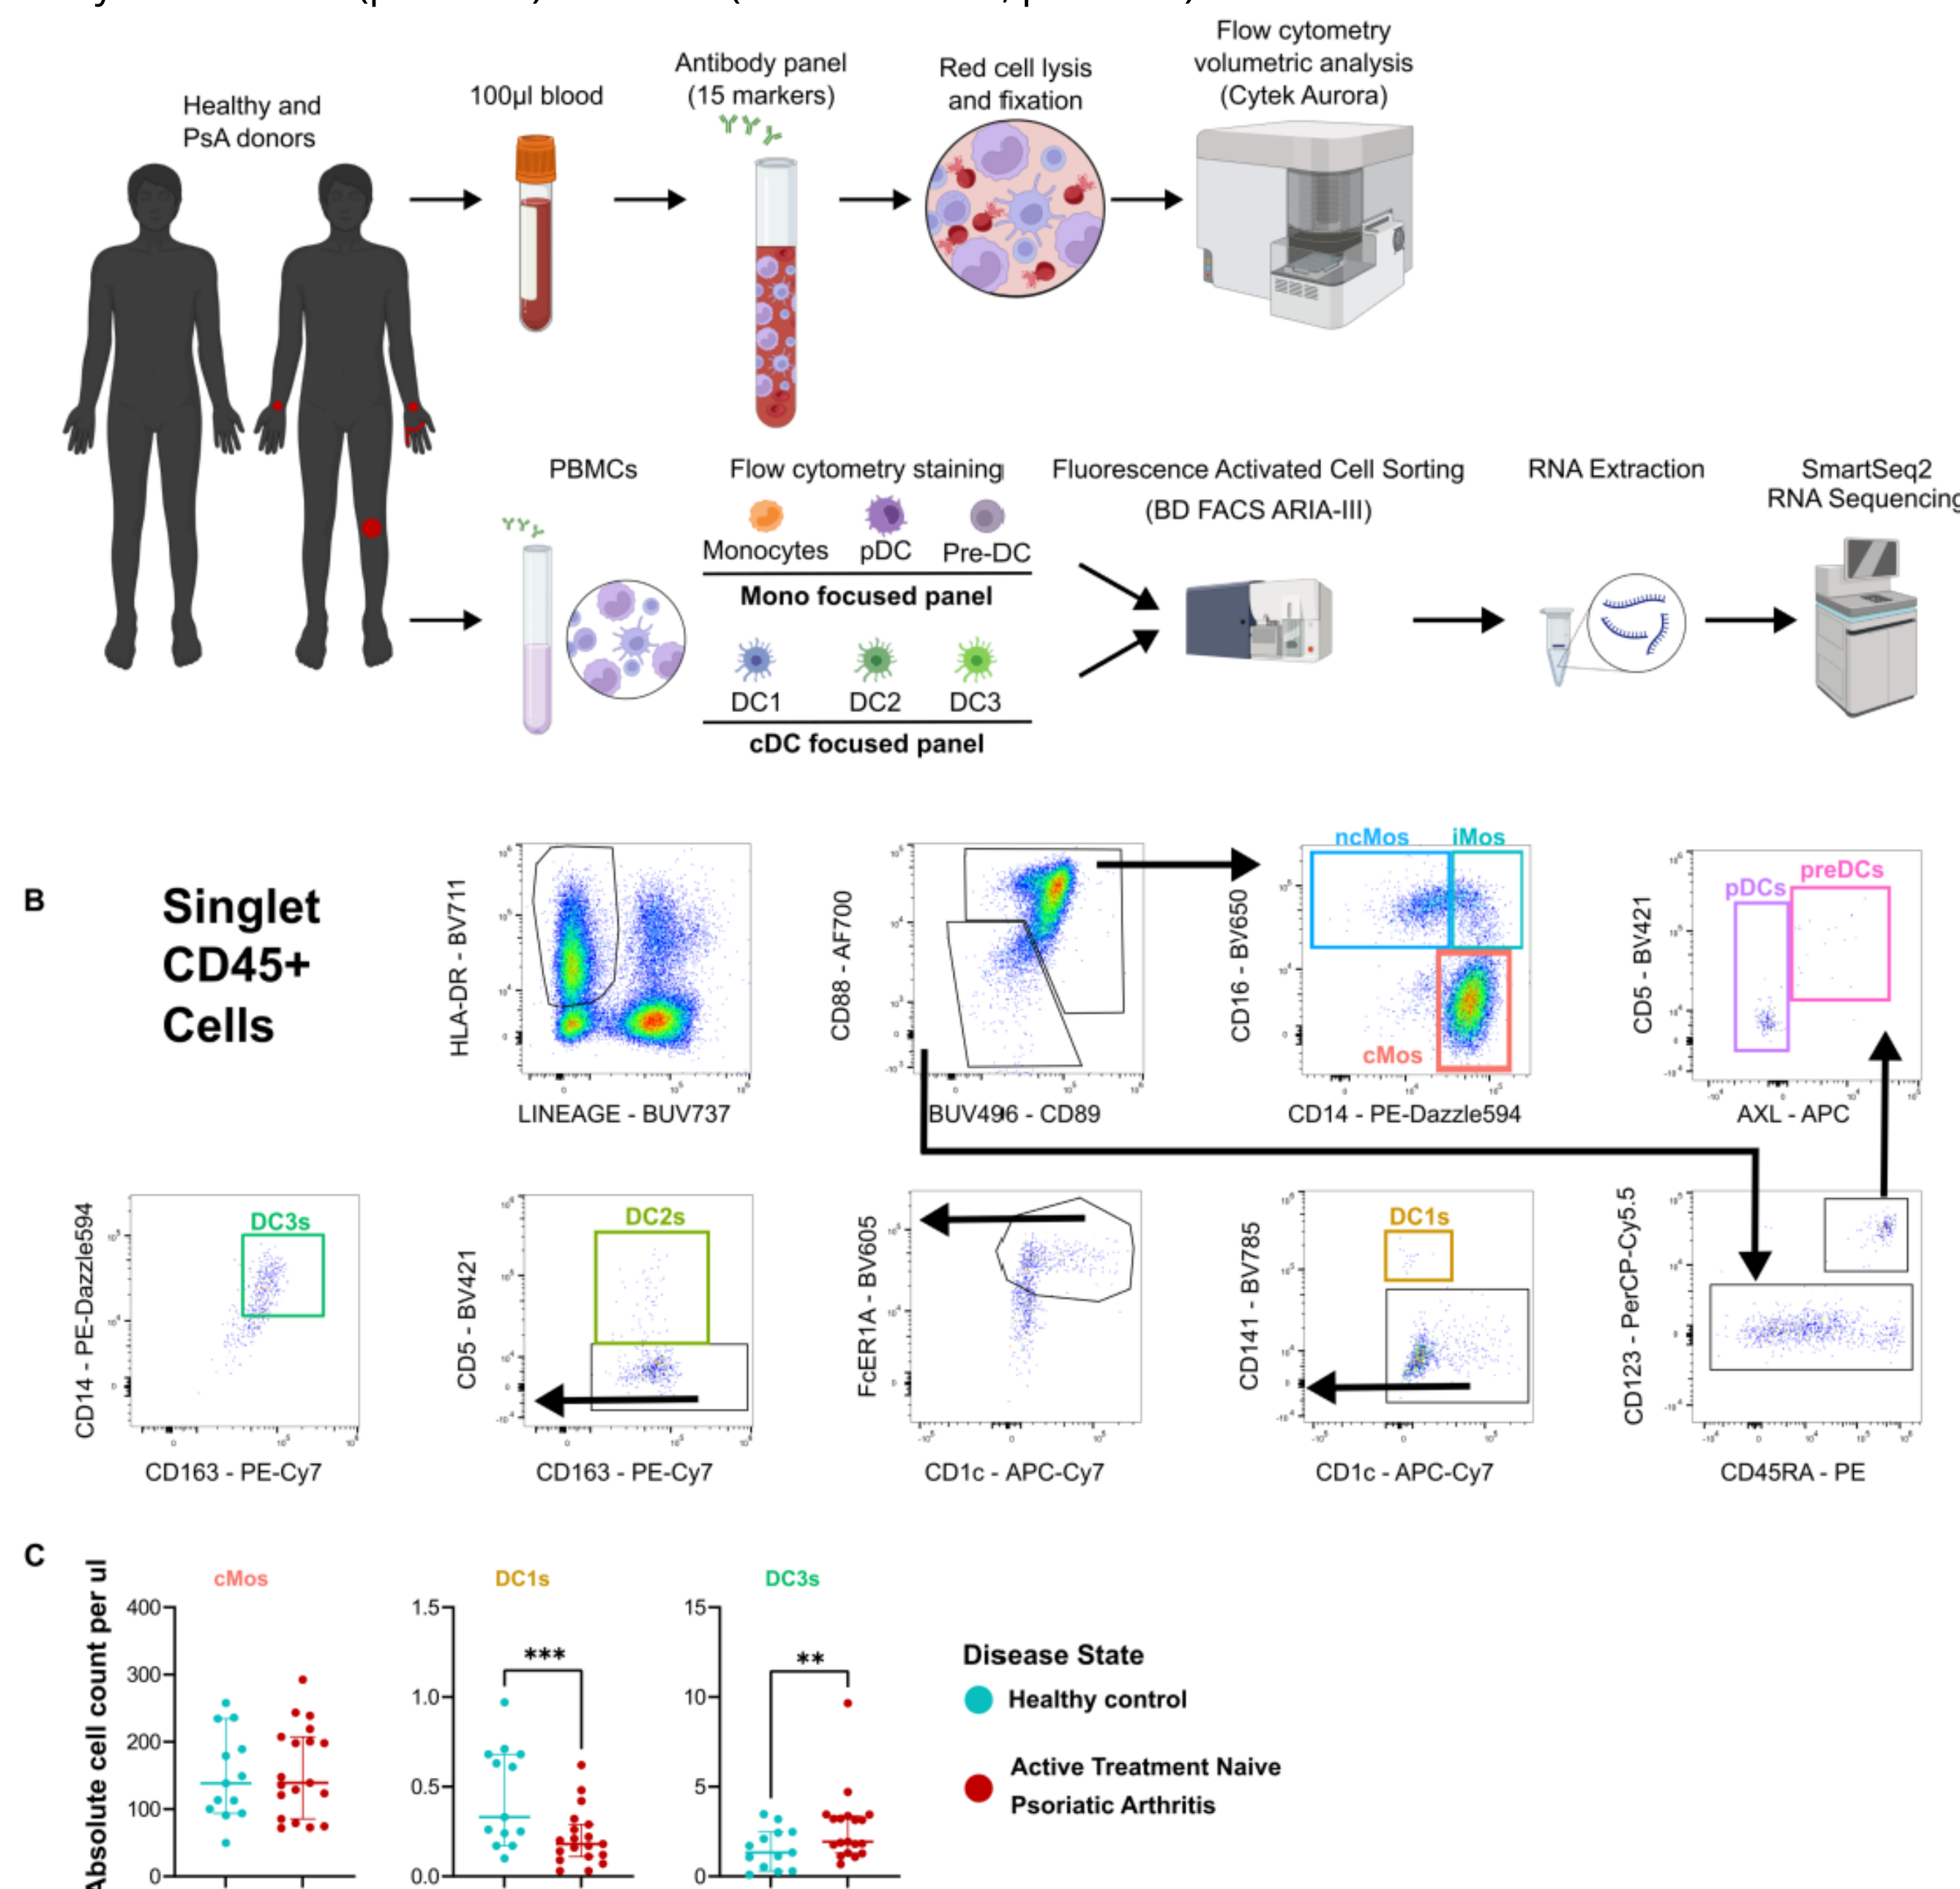 Healthy and
PsA donors
100µl blood
Antibody panel
(15 markers)
Red cell lysis
and fixation
Flow cytometry
volumetric analysis
(Cytek Aurora)
PBMCs
Flow cytometry staining
Monocytes pDC Pre-DC
Mono focused panel
DC1 DC2 DC3
cDC focused panel
Fluorescence Activated Cell Sorting
(BD FACS ARIA-III)
RNA Extraction
SmartSeq2
RNA Sequencing
B
Singlet
CD45+
Cells
HLA-DR - BV711
LINEAGE - BUV737
CD88 - AF700
BUV496 - CD89
ncMos iMos
cMos
CD16 - BV650
CD14 - PE-Dazzle594
pDCs preDCs
CD5 - BV421
AXL - APC
DC3s
CD14 - PE-Dazzle594
CD163 - PE-Cy7
DC2s
CD5 - BV421
CD163 - PE-Cy7
FcER1A - BV605
CD1c - APC-Cy7
DC1s
CD141 - BV785
CD1c - APC-Cy7
CD123 - PerCP-Cy5.5
CD45RA - PE
C
Absolute cell count per ul
cMos
400
300
200
100
0
DC1s
1.5
1.0
0.5
0.0
***
DC3s
15
10
5
0
**
Disease State
Healthy control
Active Treatment Naive
Psoriatic Arthritis